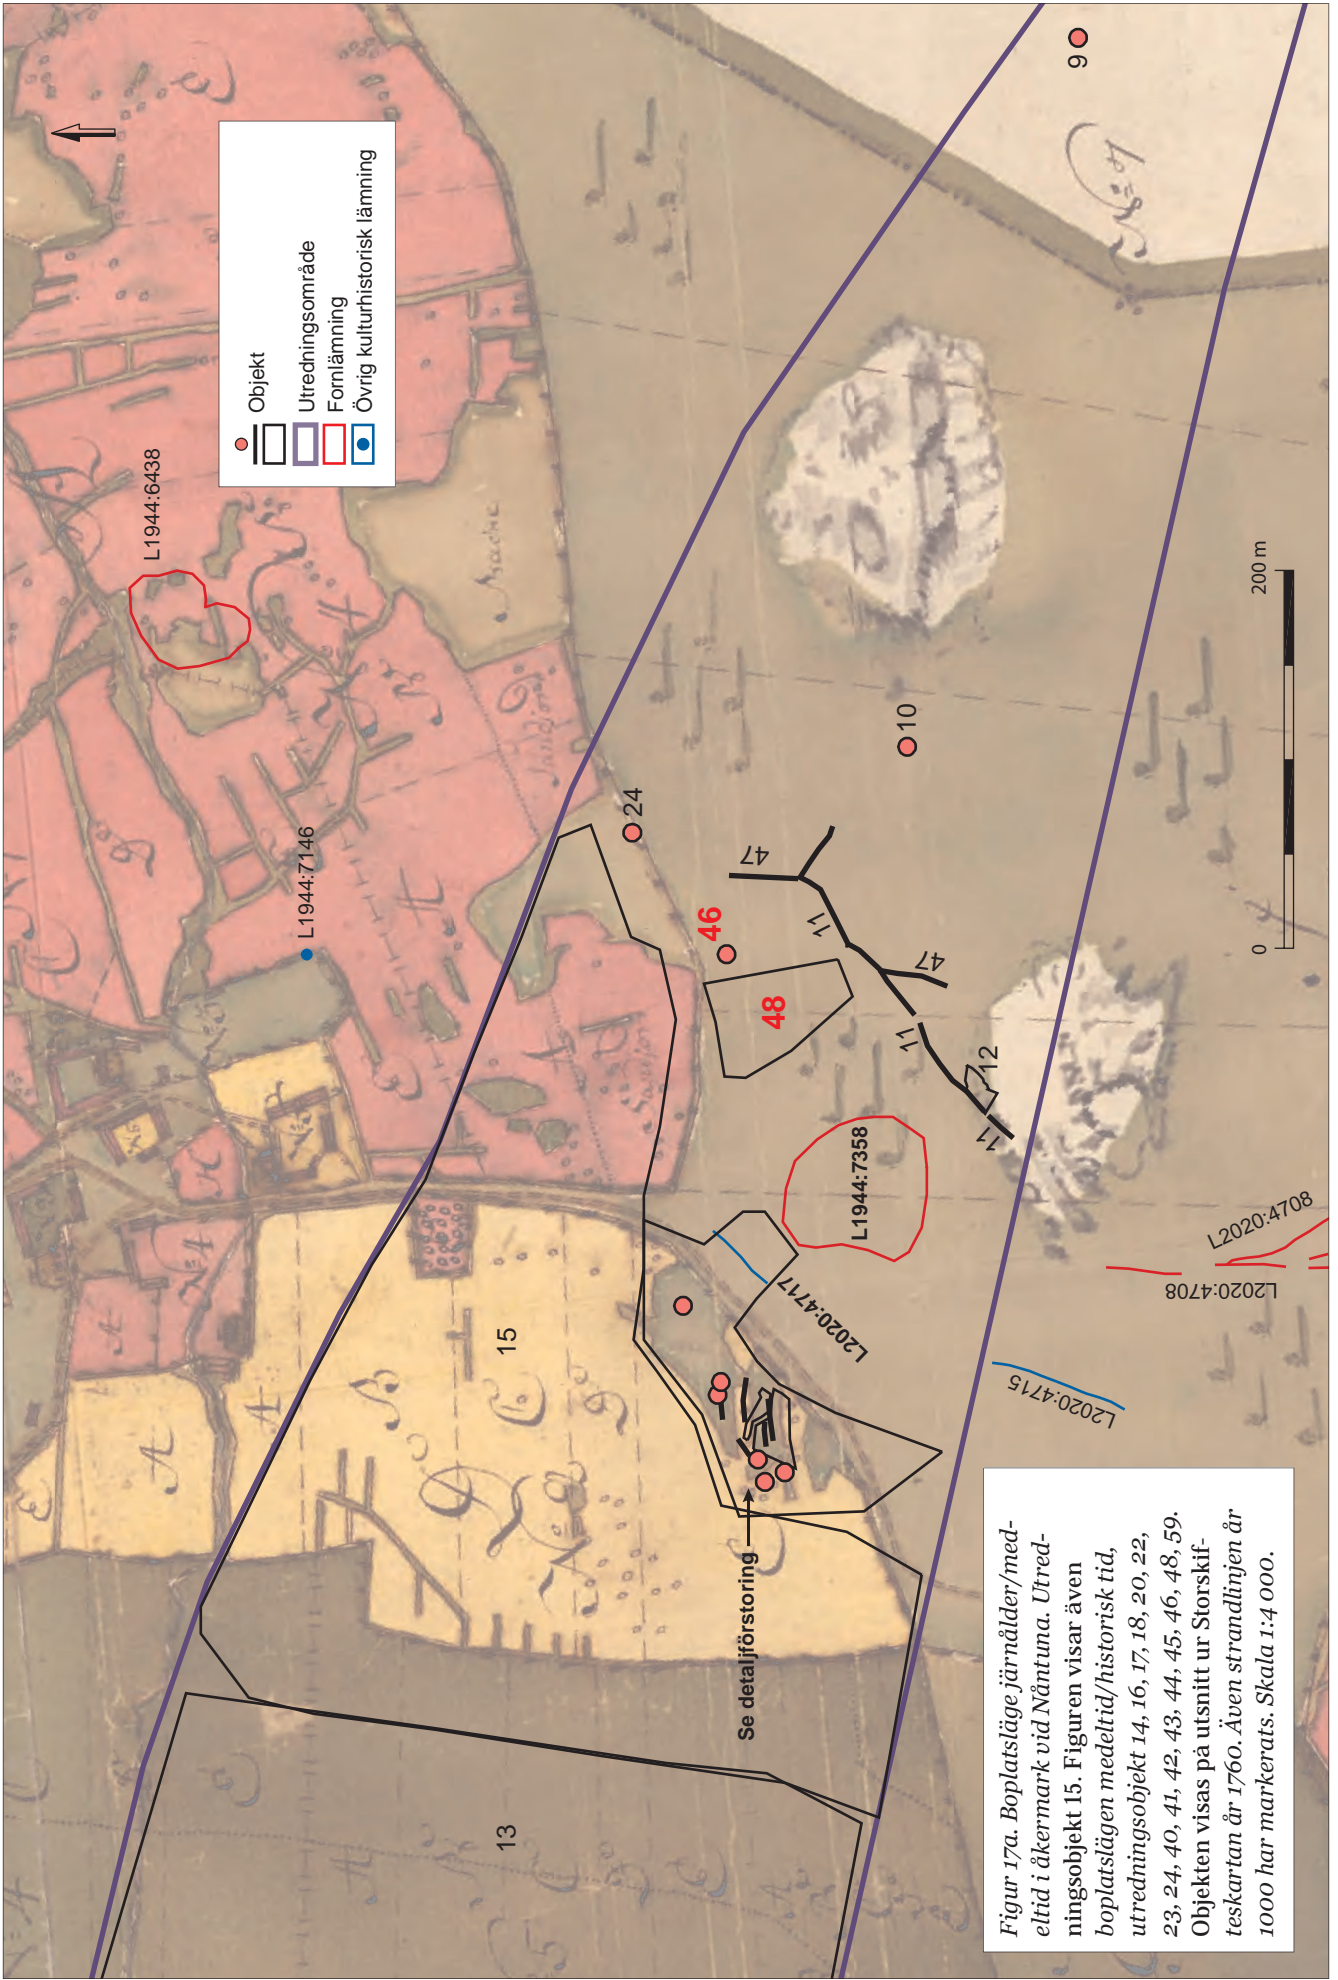 Objekt
Utredningsområde
Fornlämning
Övrig kulturhistorisk lämning
L1944:6438
L1944:7146
9
10
24
46
48
47
11
47
11
12
11
L1944:7358
15
13
L2020:4717
L2020:4715
L2020:4708
L2020:4708
Se detaljförstoring
0
200 m
Figur 17a. Boplatsläge järnålder/med-
eltid i åkermark vid Nåntuna. Utred-
ningsobjekt 15. Figuren visar även
boplatslägen medeltid/historisk tid,
utredningsobjekt 14, 16, 17, 18, 20, 22,
23, 24, 40, 41, 42, 43, 44, 45, 46, 48, 59.
Objekten visas på utsnitt ur Storskif-
teskartan år 1760. Även strandlinjen år
1000 har markerats. Skala 1:4 000.